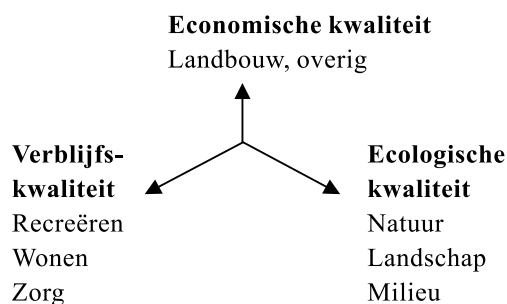 Economische kwaliteit
Landbouw, overig
Verblijfs-
kwaliteit
Recreëren
Wonen
Zorg
Ecologische
kwaliteit
Natuur
Landschap
Milieu